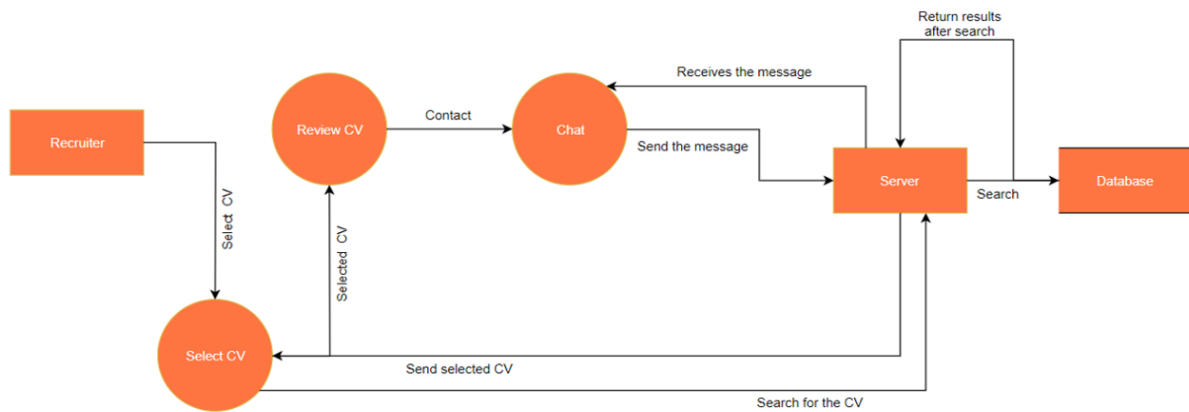 Return results
after search
Receives the message
Contact
Review CV
Chat
Recruiter
Send the message
Server
Database
Search
Select CV
Selected CV
Select CV
Send selected CV
Search for the CV